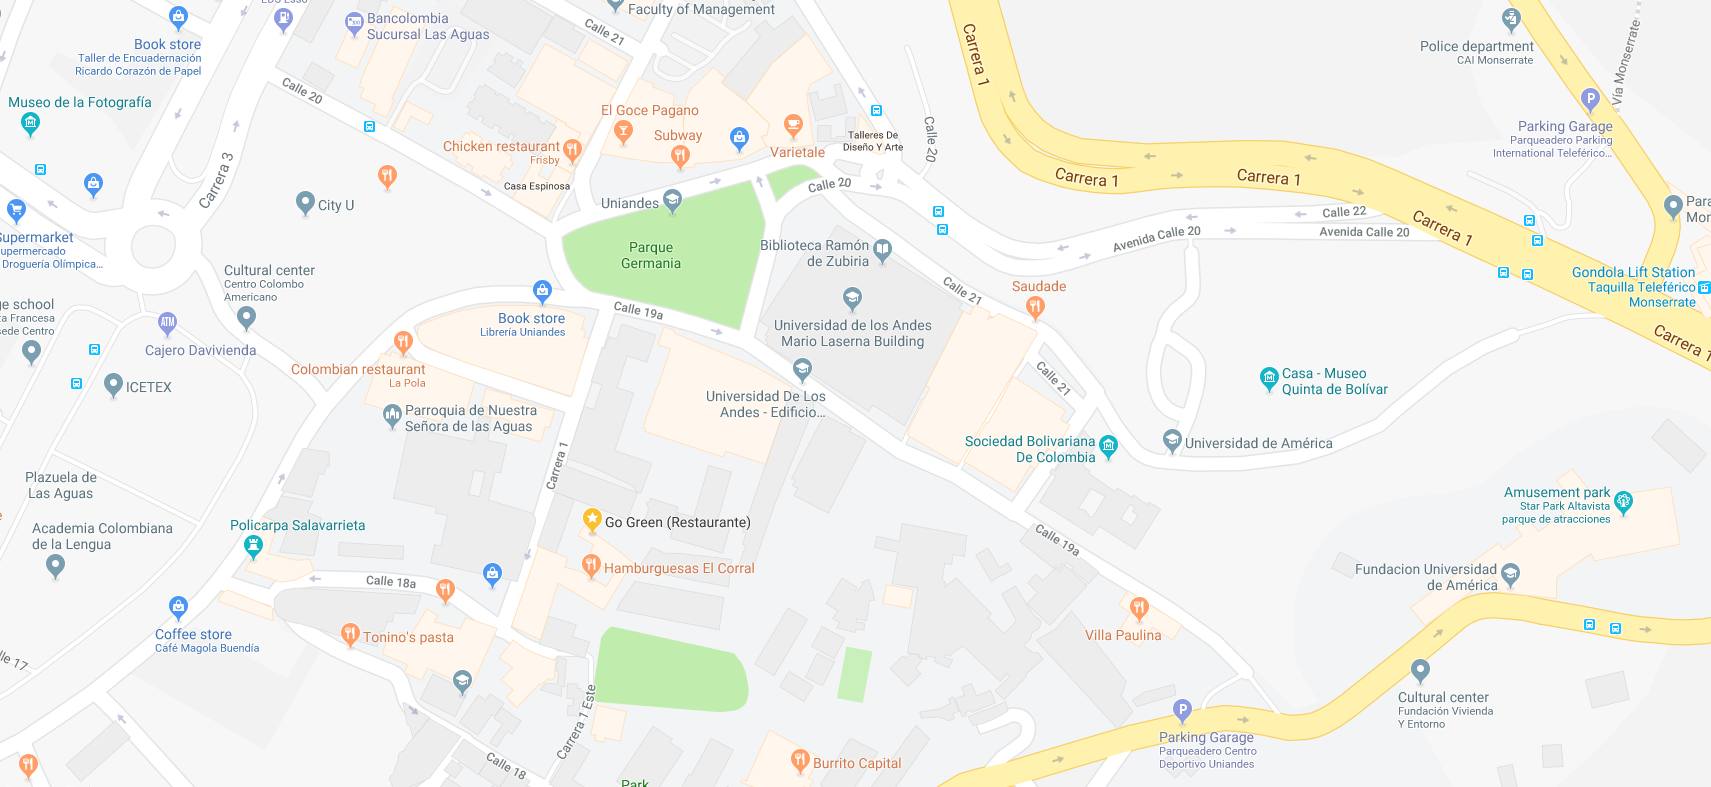 EDS Esso
Bancolombia
Sucursal Las Aguas
Faculty of Management
Calle 21
Book store
Taller de Encuadernación
Ricardo Corazón de Papel
Carrera 1
Police department
CAI Monserrate
Vía Monserrate
Museo de la Fotografía
Calle 20
El Goce Pagano
Subway
Chicken restaurant
Frisby
Varietale
Talleres De
Diseño Y Arte
Calle 20
Parking Garage
Parqueadero Parking
International Teleférico...
Carrera 3
City U
Casa Espinosa
Uniandes
Calle 20
Carrera 1
Carrera 1
Carrera 1
Calle 22
Avenida Calle 20
Avenida Calle 20
Para
Mor
Supermarket
upermercado
Droguería Olímpica...
Parque
Germania
Biblioteca Ramón
de Zubiria
Cultural center
Centro Colombo
Americano
Calle 21
Saudade
Gondola Lift Station
Taquilla Teleférico
Monserrate
ge school
ta Francesa
sede Centro
ATM
Cajero Davivienda
Book store
Librería Uniandes
Calle 19a
Universidad de los Andes
Mario Laserna Building
Carrera 1
ICETEX
Colombian restaurant
La Pola
Parroquia de Nuestra
Señora de las Aguas
Universidad De Los
Andes - Edificio...
Calle 21
Casa - Museo
Quinta de Bolívar
Sociedad Bolivariana
De Colombia
Universidad de América
Carrera 1
Plazuela de
Las Aguas
Academia Colombiana
de la Lengua
Policarpa Salavarrieta
Go Green (Restaurante)
Hamburguesas El Corral
Calle 19a
Amusement park
Star Park Altavista
parque de atracciones
Fundacion Universidad
de América
Calle 18a
Coffee store
Café Magola Buendía
Tonino's pasta
Villa Paulina
lle 17
Carrera 1 Este
Calle 18
Burrito Capital
Park
Parking Garage
Parqueadero Centro
Deportivo Uniandes
Cultural center
Fundación Vivienda
Y Entorno